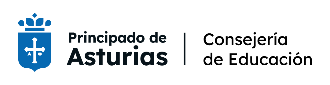 Principado de
Asturias
Consejería
de Educación